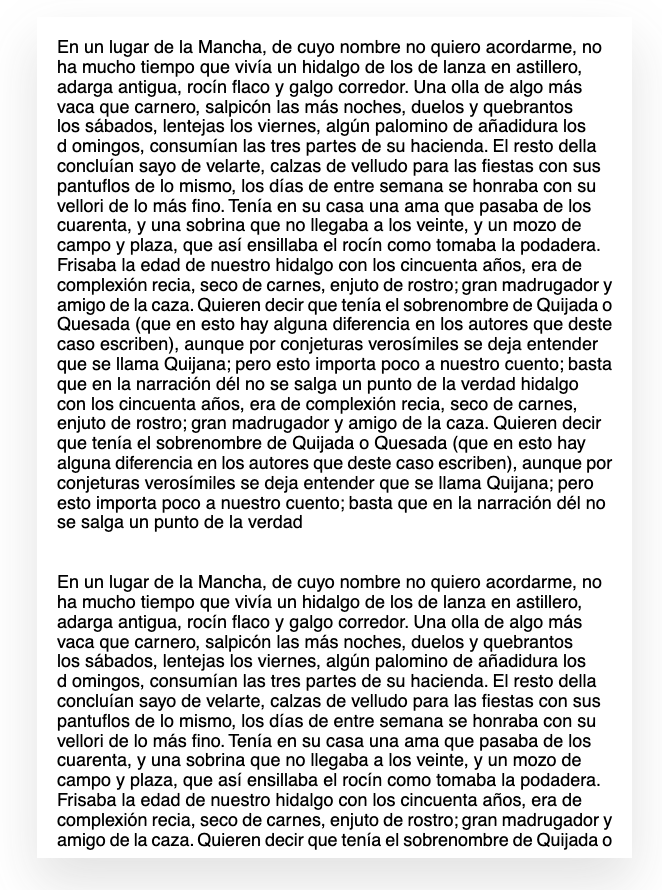 En un lugar de la Mancha, de cuyo nombre no quiero acordarme, no
ha mucho tiempo que vivía un hidalgo de los de lanza en astillero,
adarga antigua, rocín flaco y galgo corredor. Una olla de algo más
vaca que carnero, salpicón las más noches, duelos y quebrantos
los sábados, lentejas los viernes, algún palomino de añadidura los
d omingos, consumían las tres partes de su hacienda. El resto della
concluían sayo de velarte, calzas de velludo para las fiestas con sus
pantuflos de lo mismo, los días de entre semana se honraba con su
vellori de lo más fino. Tenía en su casa una ama que pasaba de los
cuarenta, y una sobrina que no llegaba a los veinte, y un mozo de
campo y plaza, que así ensillaba el rocín como tomaba la podadera.
Frisaba la edad de nuestro hidalgo con los cincuenta años, era de
complexión recia, seco de carnes, enjuto de rostro; gran madrugador y
amigo de la caza. Quieren decir que tenía el sobrenombre de Quijada o
Quesada (que en esto hay alguna diferencia en los autores que deste
caso escriben), aunque por conjeturas verosímiles se deja entender
que se llama Quijana; pero esto importa poco a nuestro cuento; basta
que en la narración dél no se salga un punto de la verdad hidalgo
con los cincuenta años, era de complexión recia, seco de carnes,
enjuto de rostro; gran madrugador y amigo de la caza. Quieren decir
que tenía el sobrenombre de Quijada o Quesada (que en esto hay
alguna diferencia en los autores que deste caso escriben), aunque por
conjeturas verosímiles se deja entender que se llama Quijana; pero
esto importa poco a nuestro cuento; basta que en la narración dél no
se salga un punto de la verdad
En un lugar de la Mancha, de cuyo nombre no quiero acordarme, no
ha mucho tiempo que vivía un hidalgo de los de lanza en astillero,
adarga antigua, rocín flaco y galgo corredor. Una olla de algo más
vaca que carnero, salpicón las más noches, duelos y quebrantos
los sábados, lentejas los viernes, algún palomino de añadidura los
d omingos, consumían las tres partes de su hacienda. El resto della
concluían sayo de velarte, calzas de velludo para las fiestas con sus
pantuflos de lo mismo, los días de entre semana se honraba con su
vellori de lo más fino. Tenía en su casa una ama que pasaba de los
cuarenta, y una sobrina que no llegaba a los veinte, y un mozo de
campo y plaza, que así ensillaba el rocín como tomaba la podadera.
Frisaba la edad de nuestro hidalgo con los cincuenta años, era de
complexión recia, seco de carnes, enjuto de rostro; gran madrugador y
amigo de la caza. Quieren decir que tenía el sobrenombre de Quijada o